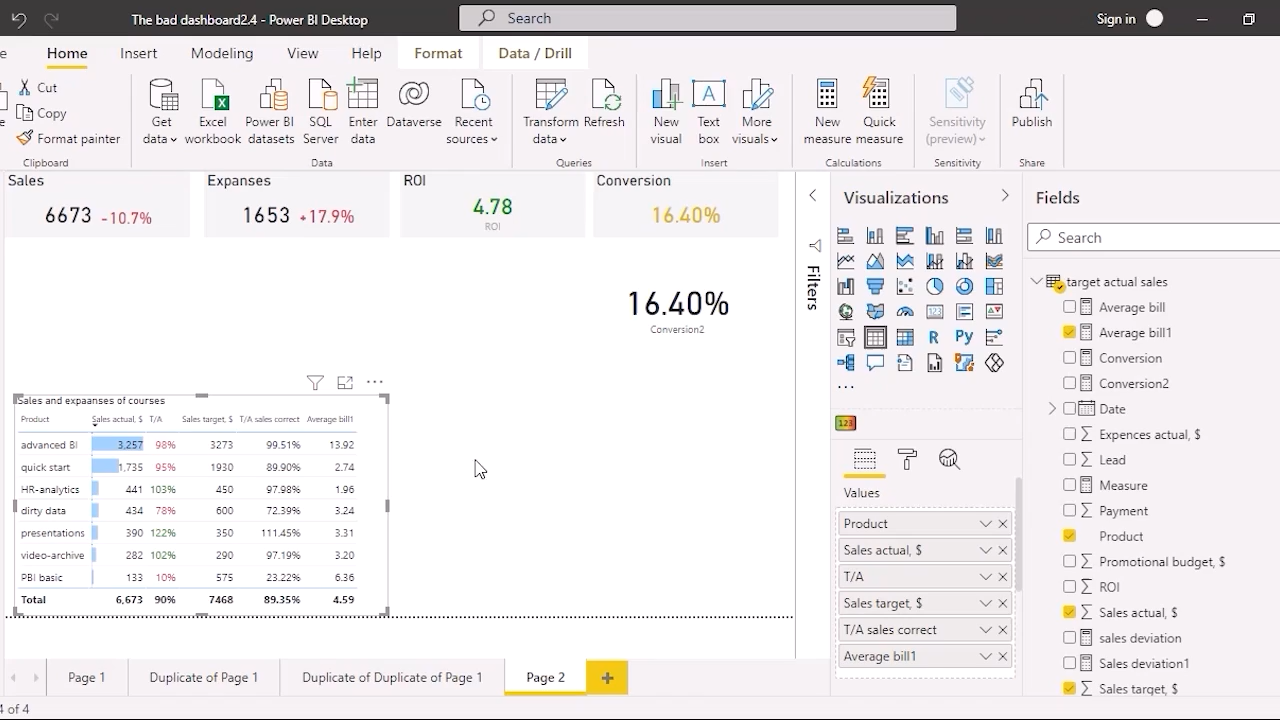 The bad dashboard2.4 - Power BI Desktop
Search
Sign in
e Home Insert Modeling View Help Format Data / Drill
Cut
Copy
Format painter
Clipboard
Get data
Excel workbook
Power BI datasets
SQL Server
Enter data
Dataverse
Recent sources
Data
Transform data
Refresh
Queries
New visual
Text box
More visuals
Insert
New measure
Quick measure
Calculations
Sensitivity (preview)
Sensitivity
Publish
Share
Sales
6673 -10.7%
Expanses
1653 +17.9%
ROI
4.78
ROI
Conversion
16.40%
16.40%
Conversion2
Sales and expaanses of courses
Product Sales actual, $ T/A Sales target, $ T/A sales correct Average bill1
advanced BI 3,257 98% 3273 99.51% 13.92
quick start 1,735 95% 1930 89.90% 2.74
HR-analytics 441 103% 450 97.98% 1.96
dirty data 434 78% 600 72.39% 3.24
presentations 390 122% 350 111.45% 3.31
video-archive 282 102% 290 97.19% 3.20
PBI basic 133 10% 575 23.22% 6.36
Total 6,673 90% 7468 89.35% 4.59
Filters
Visualizations
R
Py
123
Values
Product
Sales actual, $
T/A
Sales target, $
T/A sales correct
Average bill1
Fields
Search
target actual sales
Average bill
Average bill1
Conversion
Conversion2
Date
Expences actual, $
Lead
Measure
Payment
Product
Promotional budget, $
ROI
Sales actual, $
sales deviation
Sales deviation1
Sales target, $
Page 1
Duplicate of Page 1
Duplicate of Duplicate of Page 1
Page 2
4 of 4